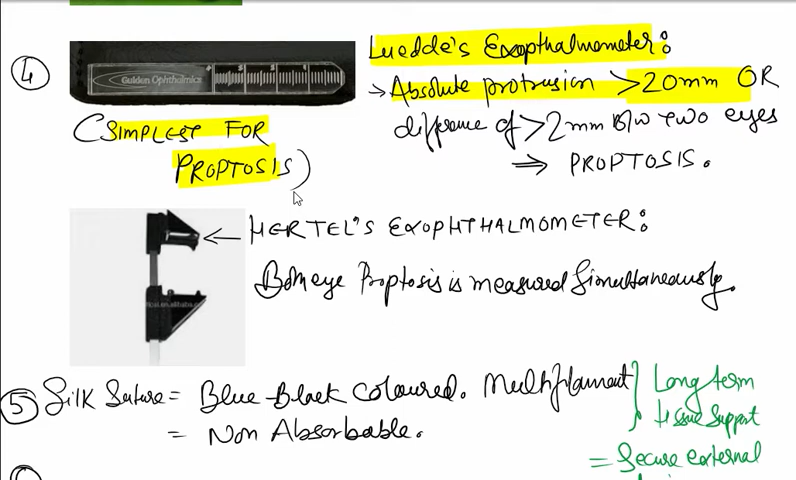 4
Gulden Ophthalmics
Luedde's Exopthalmometer:
→ Absolute protrusion > 20mm OR
difference of > 2mm B/w two eyes
⇒ PROPTOSIS.
(SIMPLEST FOR
PROPTOSIS)
← HERTEL'S EXOPHTHALMOMETER:
Both eye Proptosis is measured Simultaneously.
5 Silk Suture = Blue-Black Coloured. Multifilament
= Non Absorbable.
Long term
tissue support
= Secure external